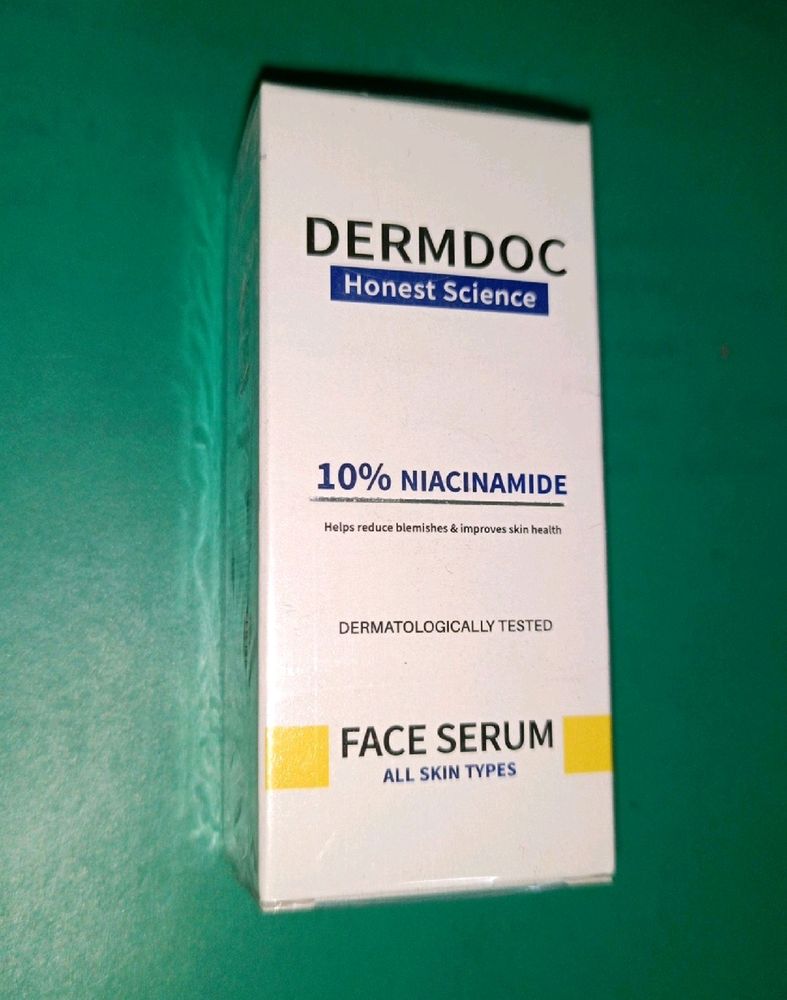 DERMDOC
Honest Science
10% NIACINAMIDE
Helps reduce blemishes & improves skin health
DERMATOLOGICALLY TESTED
FACE SERUM
ALL SKIN TYPES